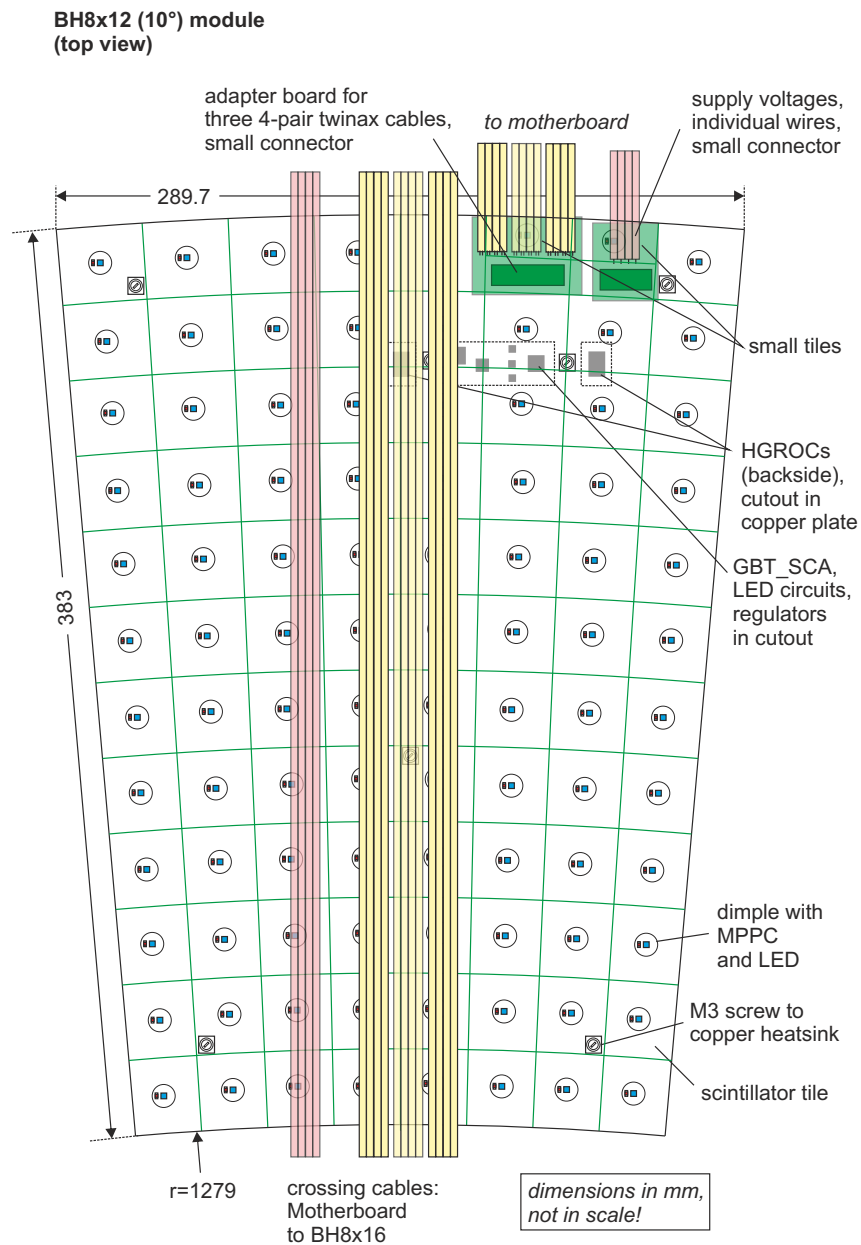 BH8x12 (10°) module
(top view)
adapter board for
three 4-pair twinax cables,
small connector
to motherboard
supply voltages,
individual wires,
small connector
289.7
small tiles
HGROCs
(backside),
cutout in
copper plate
GBT_SCA,
LED circuits,
regulators
in cutout
383
dimple with
MPPC
and LED
M3 screw to
copper heatsink
scintillator tile
r=1279
crossing cables:
Motherboard
to BH8x16
dimensions in mm,
not in scale!